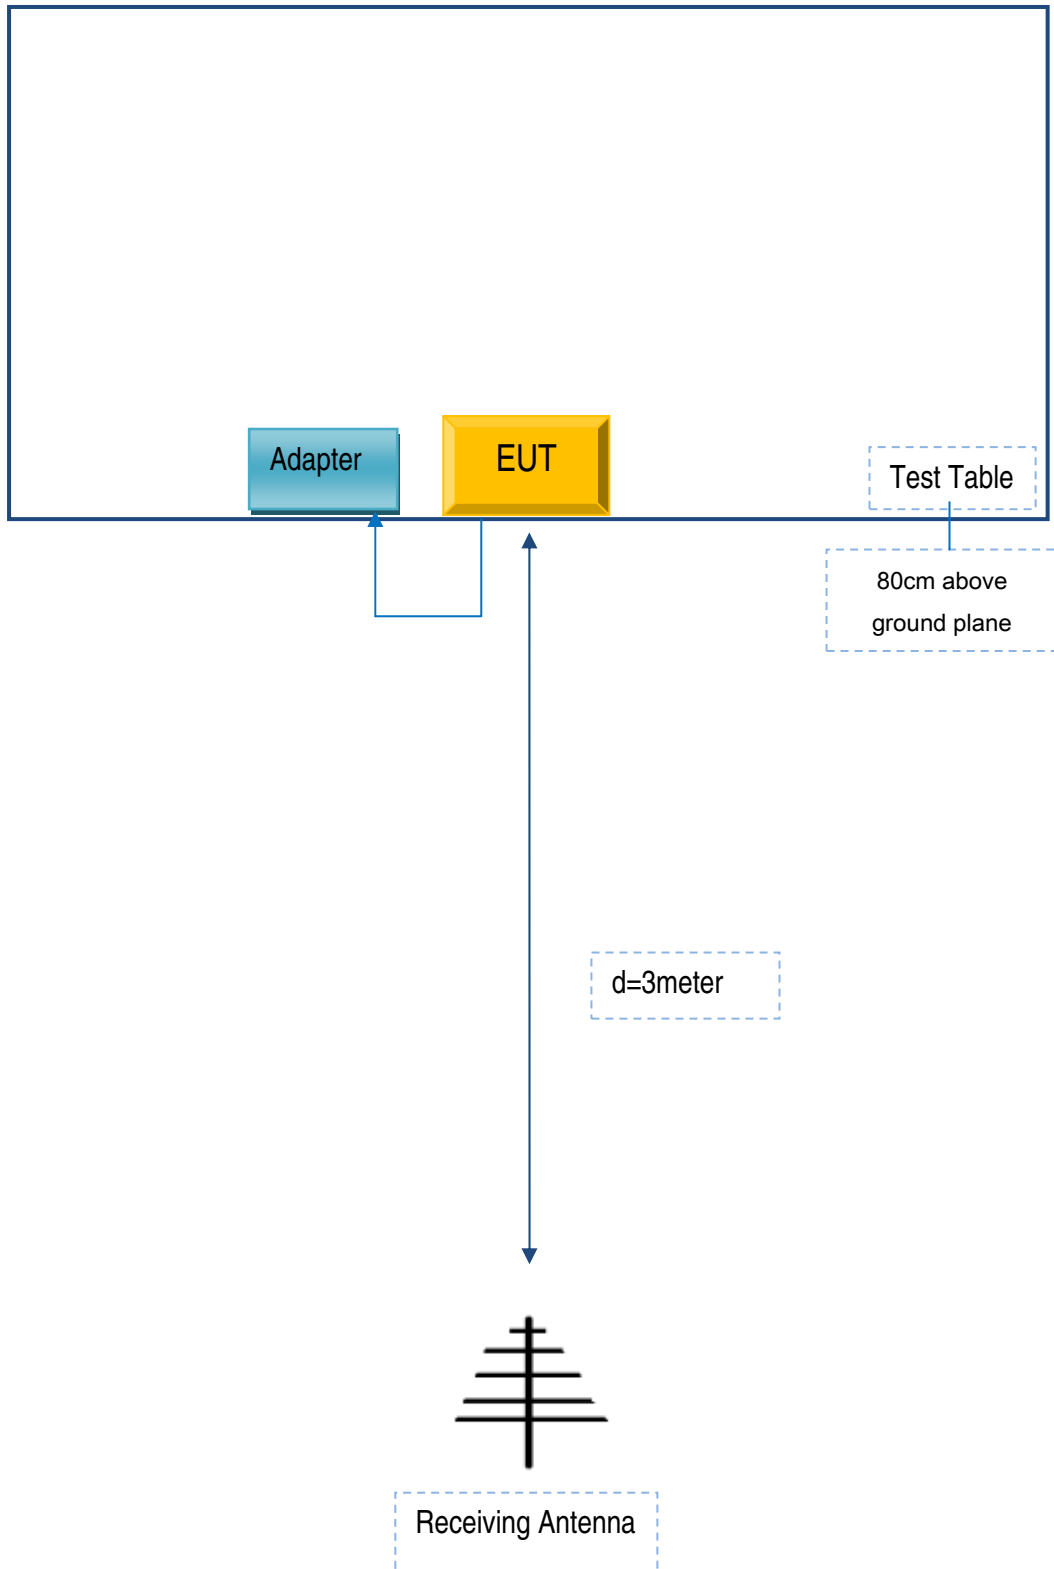 Adapter
EUT
Test Table
80cm above
ground plane
d=3meter
Receiving Antenna